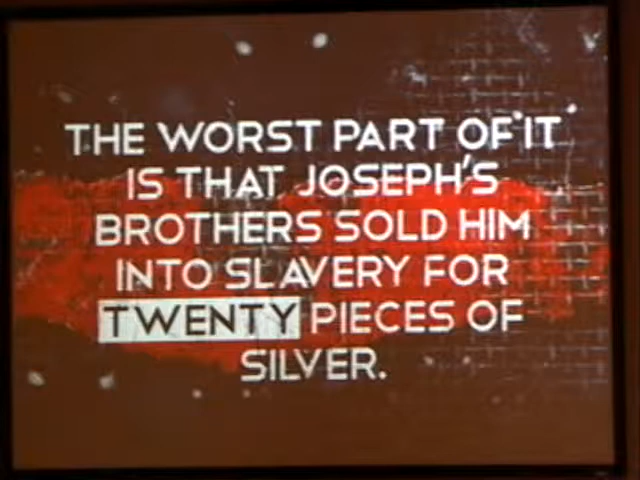 THE WORST PART OF IT
IS THAT JOSEPH'S
BROTHERS SOLD HIM
INTO SLAVERY FOR
TWENTY PIECES OF
SILVER.